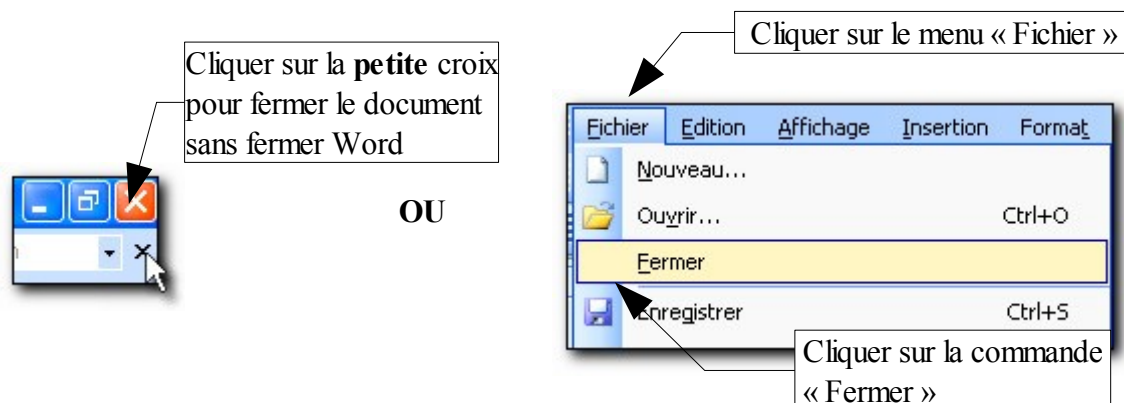 Cliquer sur le menu « Fichier »
Cliquer sur la petite croix
pour fermer le document
sans fermer Word
OU
Fichier Edition Affichage Insertion Format
Nouveau...
Ouvrir... Ctrl+O
Fermer
Enregistrer Ctrl+S
Cliquer sur la commande
« Fermer »